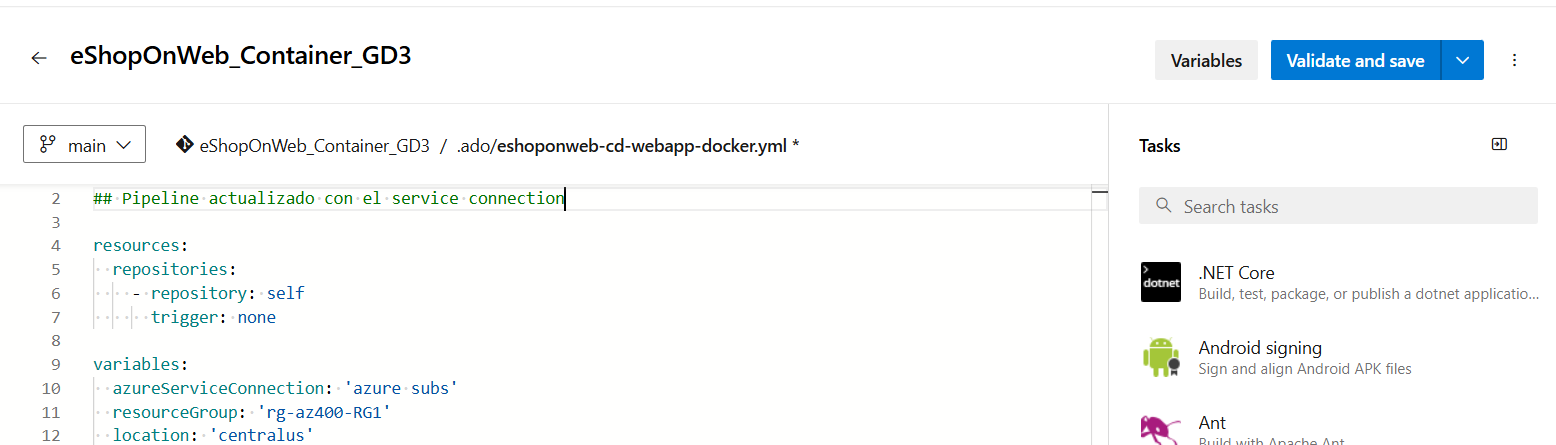 eShopOnWeb_Container_GD3
Variables
Validate and save
main
eShopOnWeb_Container_GD3 / .ado/eshoponweb-cd-webapp-docker.yml *
2 ## Pipeline actualizado con el service connection
3
4 resources:
5   repositories:
6     - repository: self
7       trigger: none
8
9 variables:
10   azureServiceConnection: 'azure subs'
11   resourceGroup: 'rg-az400-RG1'
12   location: 'centralus'
Tasks
Search tasks
dotnet
.NET Core
Build, test, package, or publish a dotnet applicatio...
Android signing
Sign and align Android APK files
Ant
Build with Apache Ant